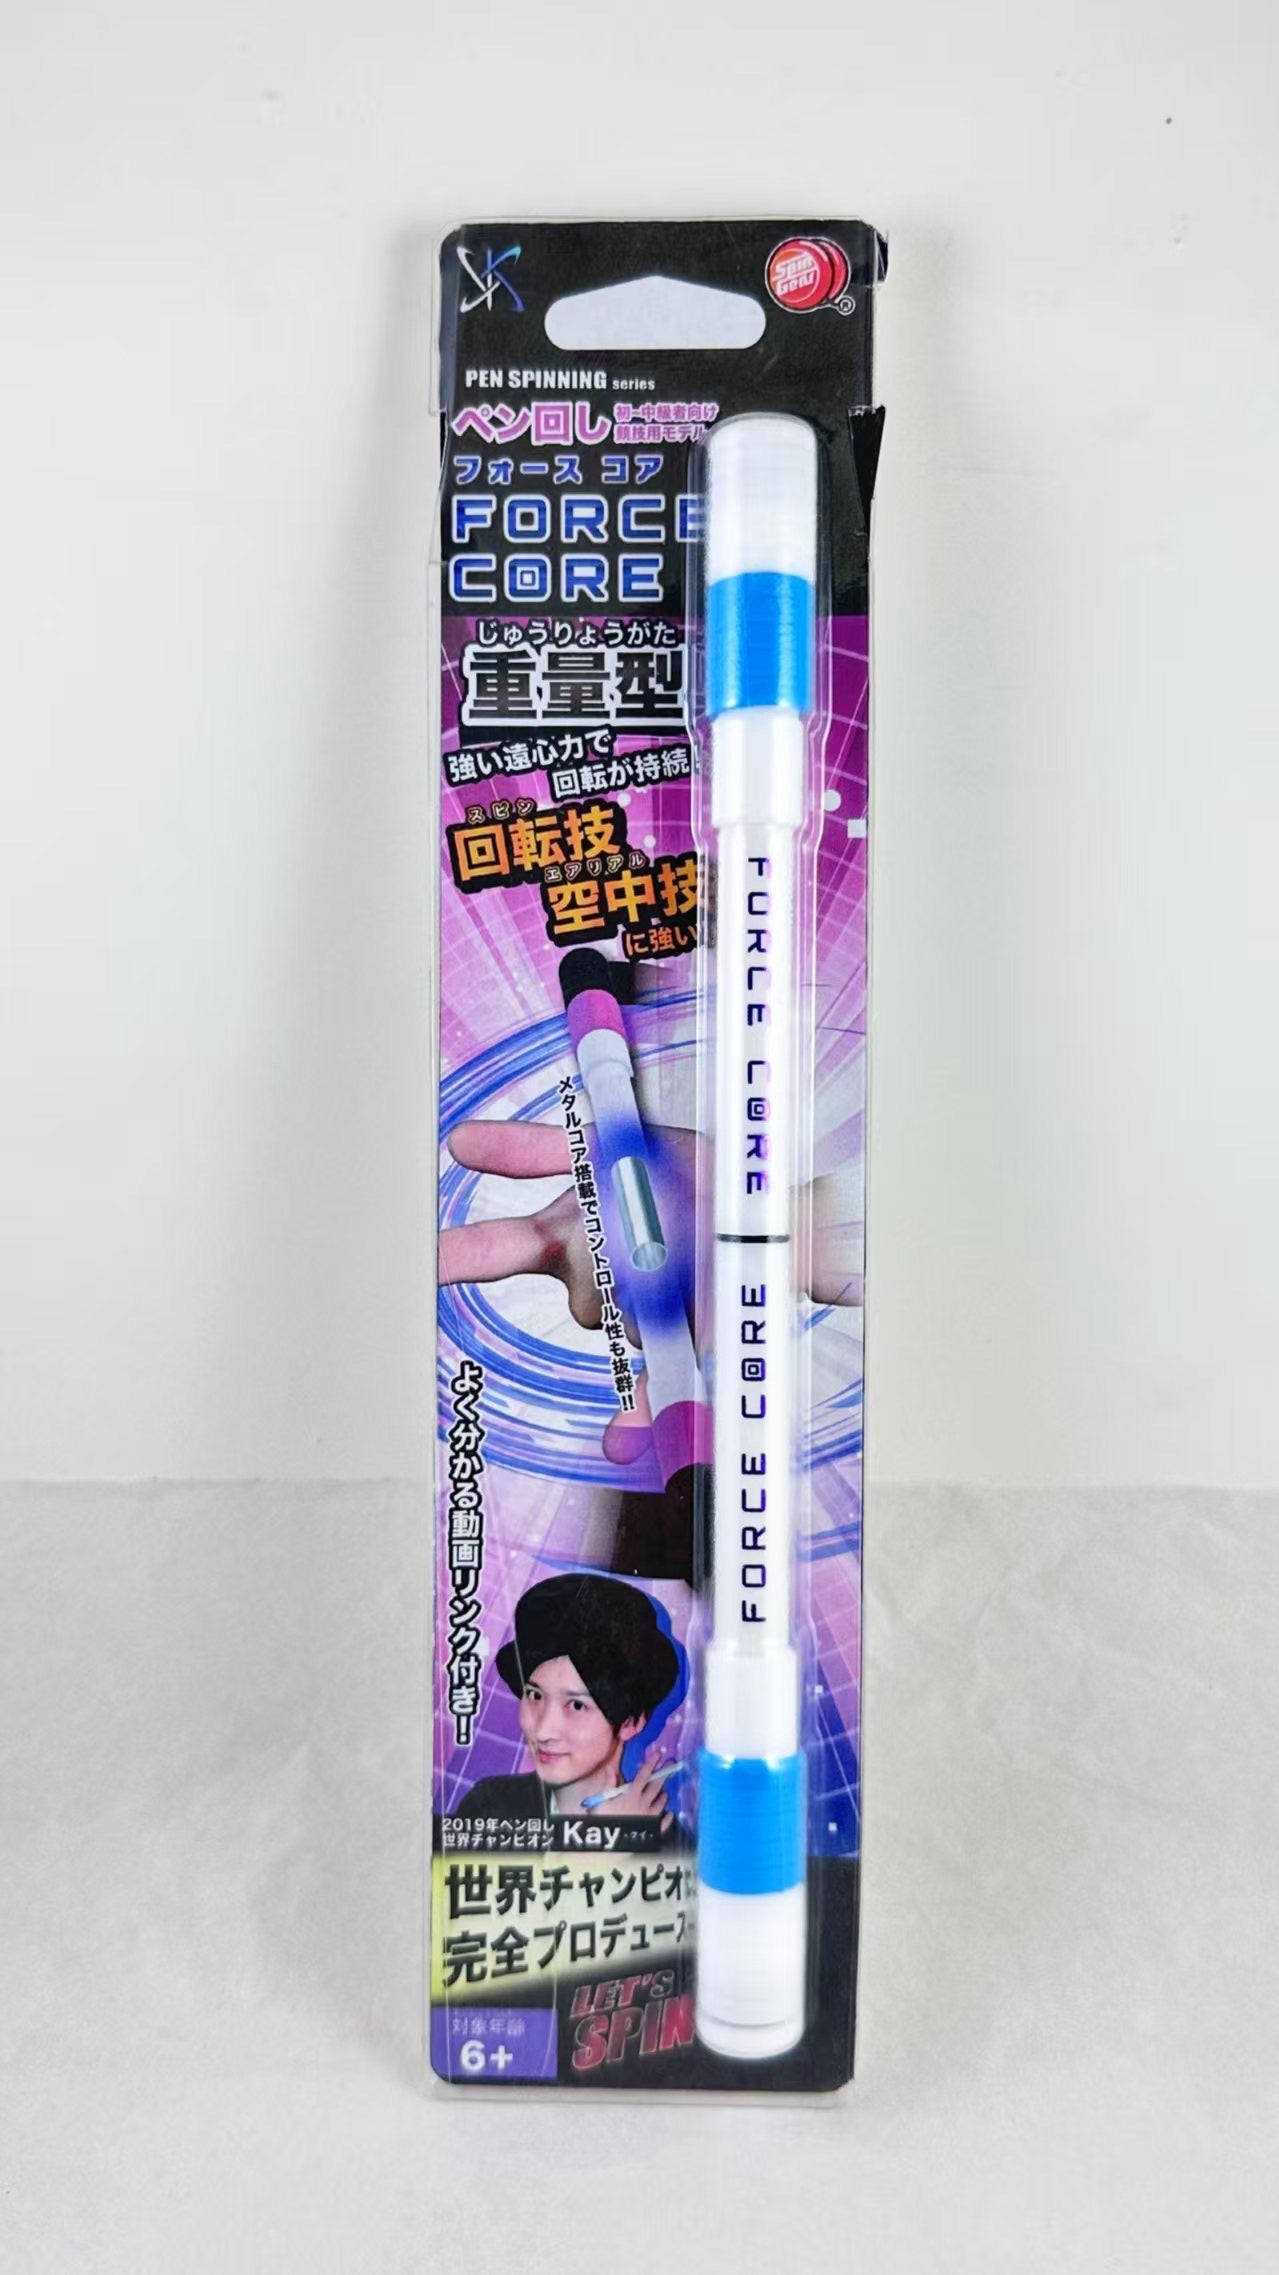 Spin
Gear
®
PEN SPINNING series
ペン回し
初~中級者向け
競技用モデル
フォース コア
FORCE
CORE
じゅうりょうがた
重量型
強い遠心力で
回転が持続!
スピン
回転技
エアリアル
空中技
に強い
メタルコア搭載でコントロール性も抜群!!
よく分かる動画リンク付き!
FORCE CORE
FORCE CORE
2019年ペン回し
世界チャンピオン
Kay -ケイ-
世界チャンピオ
完全プロデュース
対象年齢
6+
LET'S
SPIN